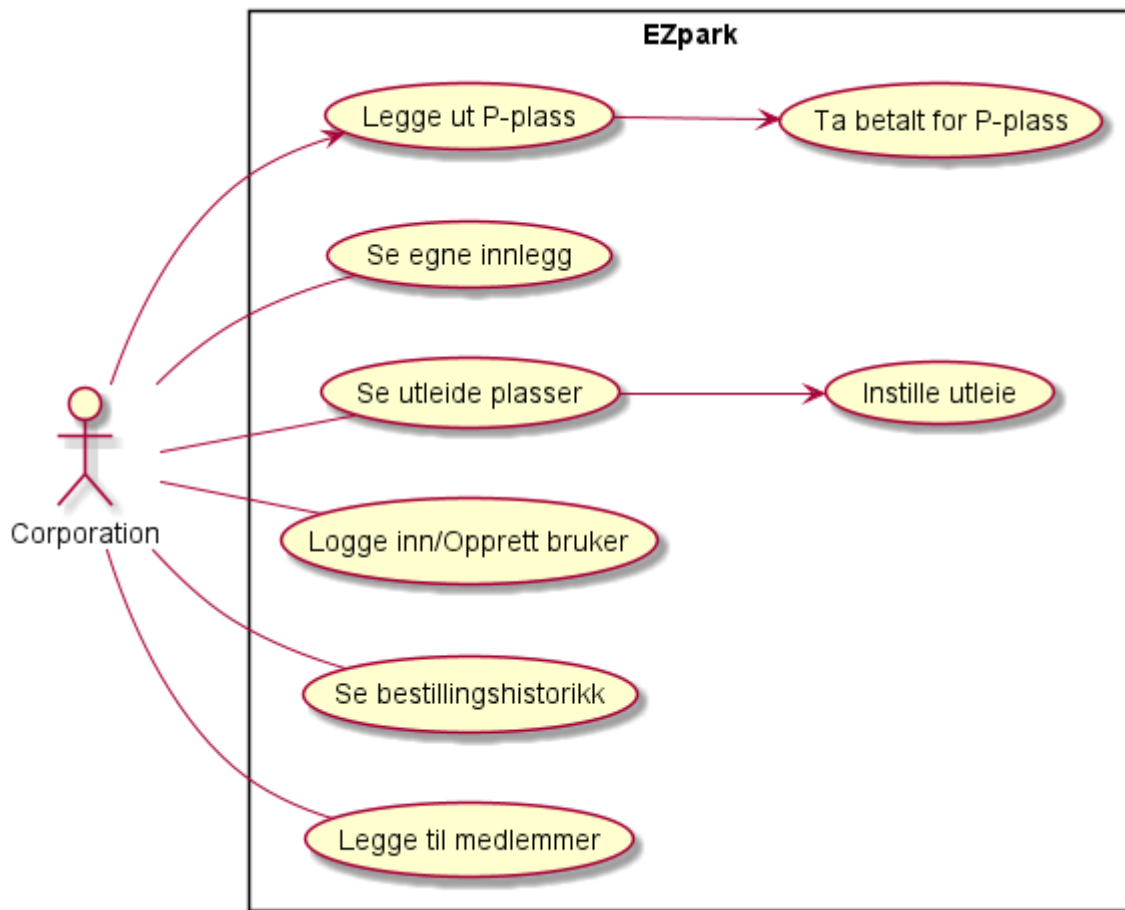 EZpark
Legge ut P-plass
Ta betalt for P-plass
Se egne innlegg
Se utleide plasser
Instille utleie
Corporation
Logge inn/Opprett bruker
Se bestillingshistorikk
Legge til medlemmer